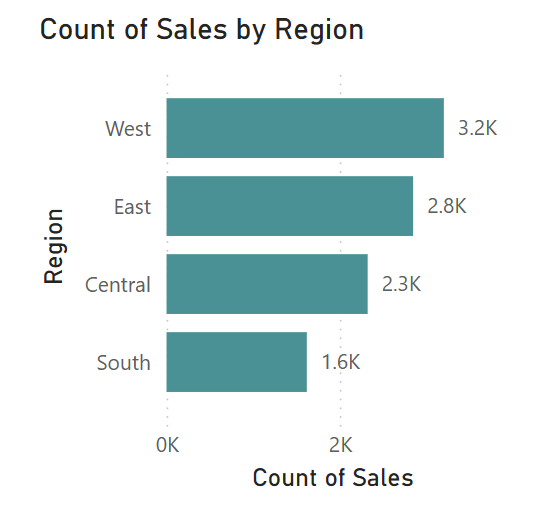 Count of Sales by Region
West 3.2K
East 2.8K
Central 2.3K
South 1.6K
Region
0K 2K
Count of Sales